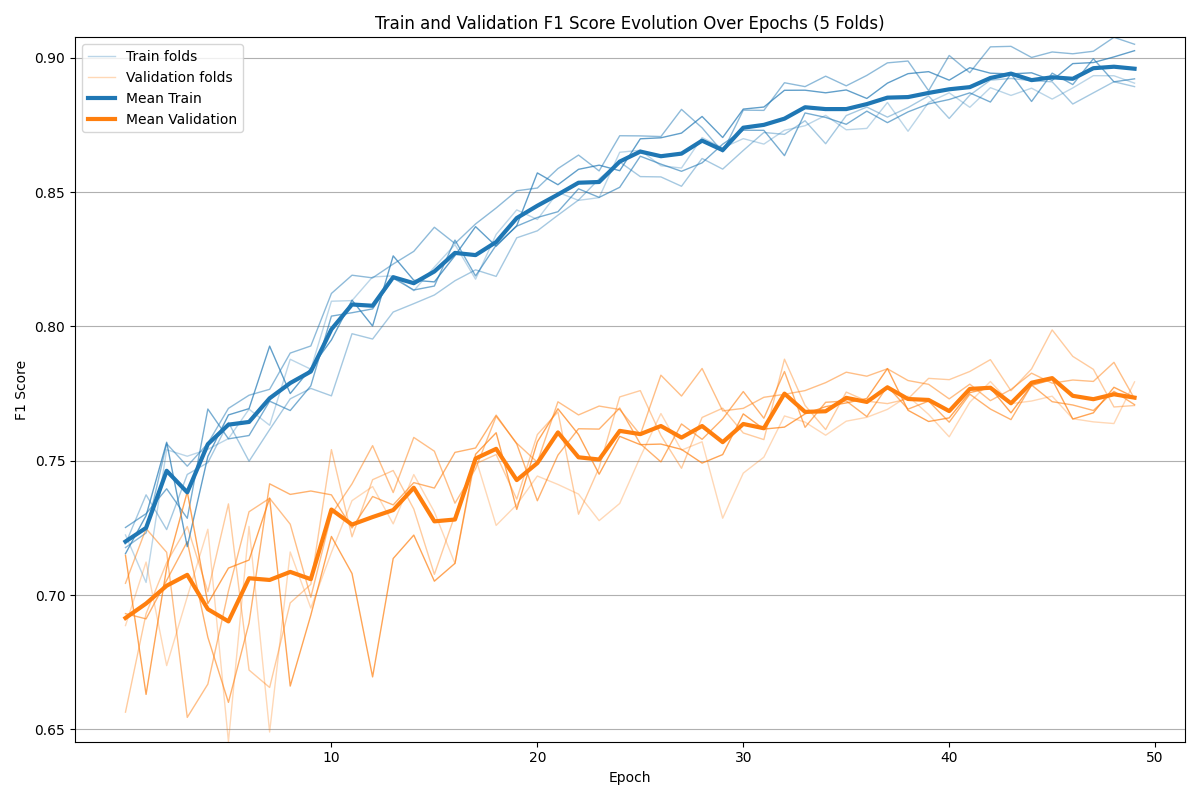 Train and Validation F1 Score Evolution Over Epochs (5 Folds)
Train folds
Validation folds
Mean Train
Mean Validation
F1 Score
0.90
0.85
0.80
0.75
0.70
0.65
10 20 30 40 50
Epoch